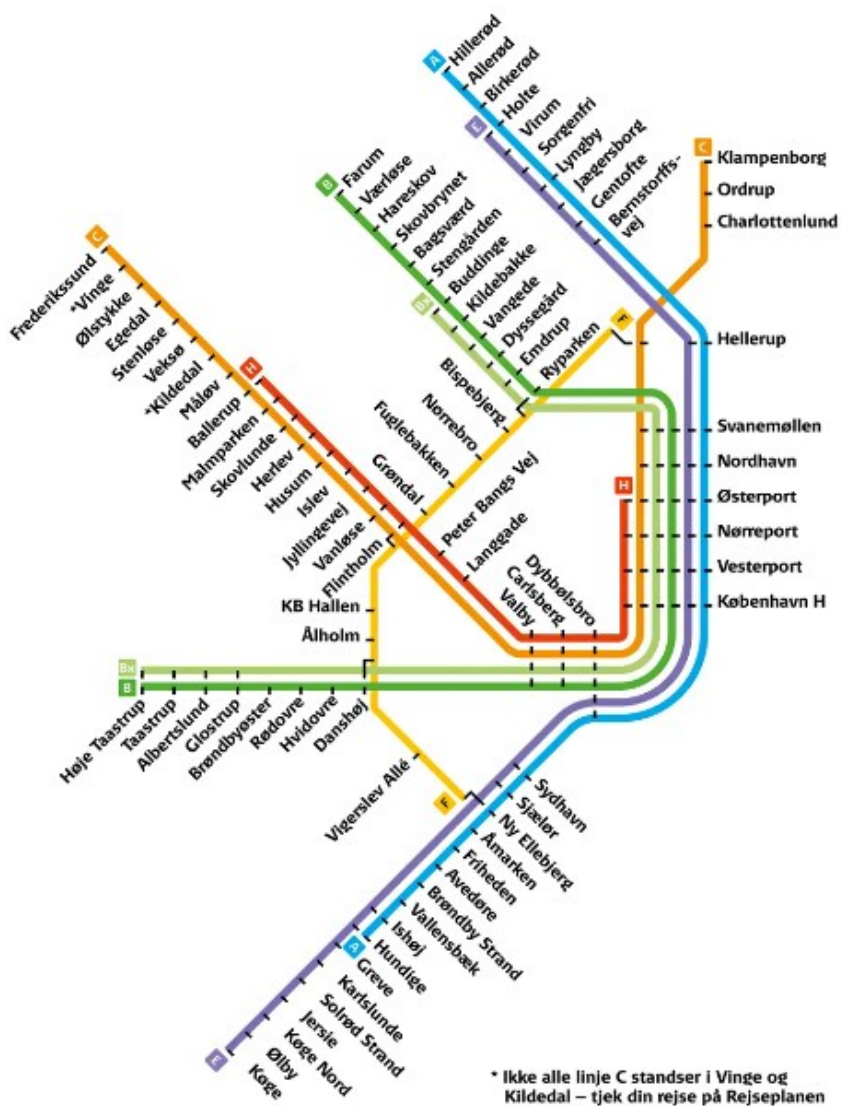 A
Hillerød
Allerød
Birkerød
Holte
Virum
Sorgenfri
Lyngby
Jægersborg
Gentofte
Bernstorffs-
vej
E
C
Klampenborg
Ordrup
Charlottenlund
B
Farum
Værløse
Hareskov
Skovbrynet
Bagsværd
Stengården
Buddinge
Kildebakke
Vangede
Dyssegård
Emdrup
Ryparken
Bx
F
Hellerup
Svanemøllen
Nordhavn
Østerport
Nørreport
Vesterport
København H
C
Frederikssund
*Vinge
Ølstykke
Egedal
Stenløse
Veksø
*Kildedal
Måløv
Ballerup
Malmparken
Skovlunde
Herlev
Husum
Islev
Jyllingevej
Vanløse
Flintholm
H
Bispebjerg
Nørrebro
Fuglebakken
Grøndal
Peter Bangs Vej
Langgade
Valby
Carlsberg
Dybbølsbro
H
KB Hallen
Ålholm
Bx
B
Høje Taastrup
Taastrup
Albertslund
Glostrup
Brøndbyøster
Rødovre
Hvidovre
Danshøj
Vigerslev Allé
F
Sydhavn
Sjælør
Ny Ellebjerg
Åmarken
Friheden
Avedøre
Brøndby Strand
Vallensbæk
Ishøj
Hundige
A
Greve
Karlslunde
Solrød Strand
Jersie
Køge Nord
Ølby
Køge
E
* Ikke alle linje C standser i Vinge og
Kildedal – tjek din rejse på Rejseplanen